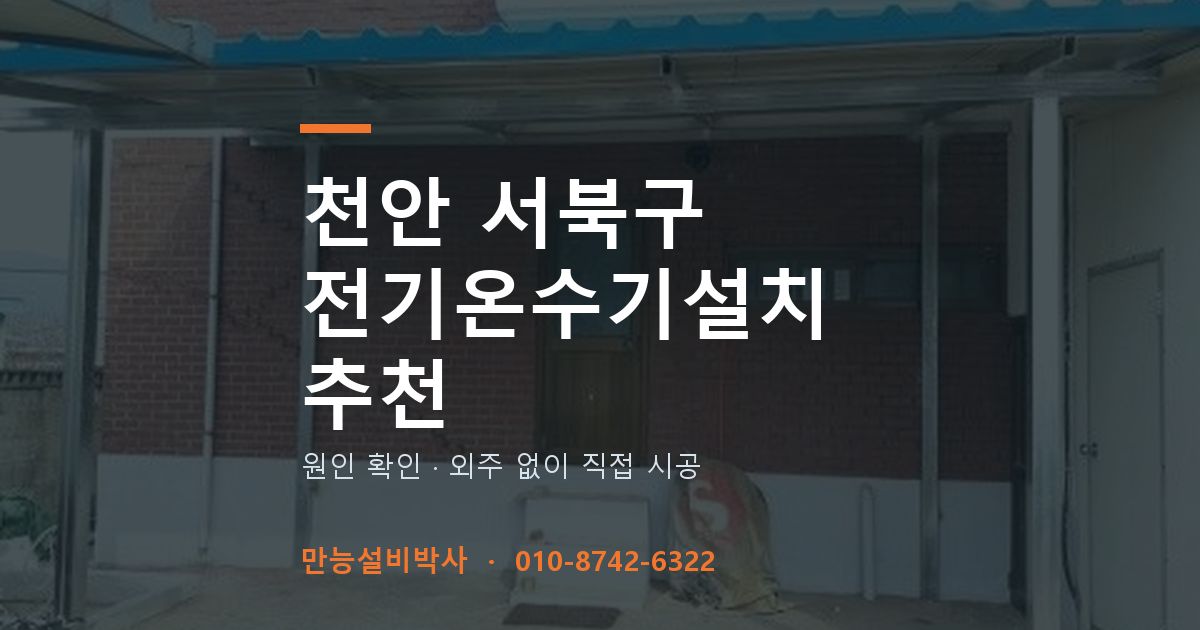 천안 서북구
전기온수기설치
추천
원인 확인 · 외주 없이 직접 시공
만능설비박사 · 010-8742-6322
S